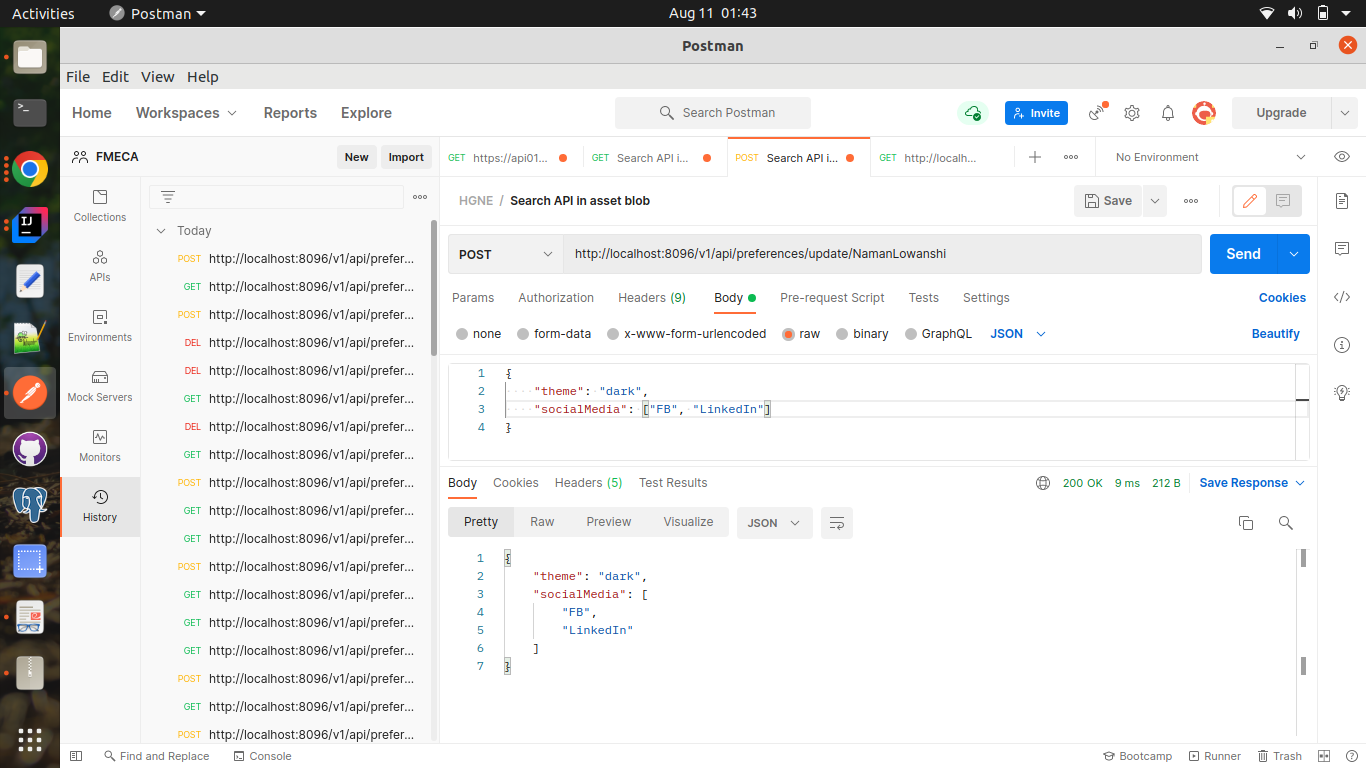 Activities Postman Aug 11 01:43
Postman
File Edit View Help
Home Workspaces Reports Explore Search Postman Invite Upgrade
FMECA New Import
GET https://api01... GET Search API i... POST Search API i... GET http://localh... No Environment
Collections
APIs
Environments
Mock Servers
Monitors
History
Today
POST http://localhost:8096/v1/api/prefer...
GET http://localhost:8096/v1/api/prefer...
POST http://localhost:8096/v1/api/prefer...
DEL http://localhost:8096/v1/api/prefer...
DEL http://localhost:8096/v1/api/prefer...
GET http://localhost:8096/v1/api/prefer...
DEL http://localhost:8096/v1/api/prefer...
GET http://localhost:8096/v1/api/prefer...
POST http://localhost:8096/v1/api/prefer...
GET http://localhost:8096/v1/api/prefer...
GET http://localhost:8096/v1/api/prefer...
POST http://localhost:8096/v1/api/prefer...
GET http://localhost:8096/v1/api/prefer...
GET http://localhost:8096/v1/api/prefer...
GET http://localhost:8096/v1/api/prefer...
POST http://localhost:8096/v1/api/prefer...
GET http://localhost:8096/v1/api/prefer...
POST http://localhost:8096/v1/api/prefer...
HGNE / Search API in asset blob Save
POST http://localhost:8096/v1/api/preferences/update/NamanLowanshi Send
Params Authorization Headers (9) Body Pre-request Script Tests Settings Cookies
none form-data x-www-form-urlencoded raw binary GraphQL JSON Beautify
1 {
2 "theme": "dark",
3 "socialMedia": ["FB", "LinkedIn"]
4 }
Body Cookies Headers (5) Test Results 200 OK 9 ms 212 B Save Response
Pretty Raw Preview Visualize JSON
1 {
2 "theme": "dark",
3 "socialMedia": [
4 "FB",
5 "LinkedIn"
6 ]
7 }
Find and Replace Console Bootcamp Runner Trash